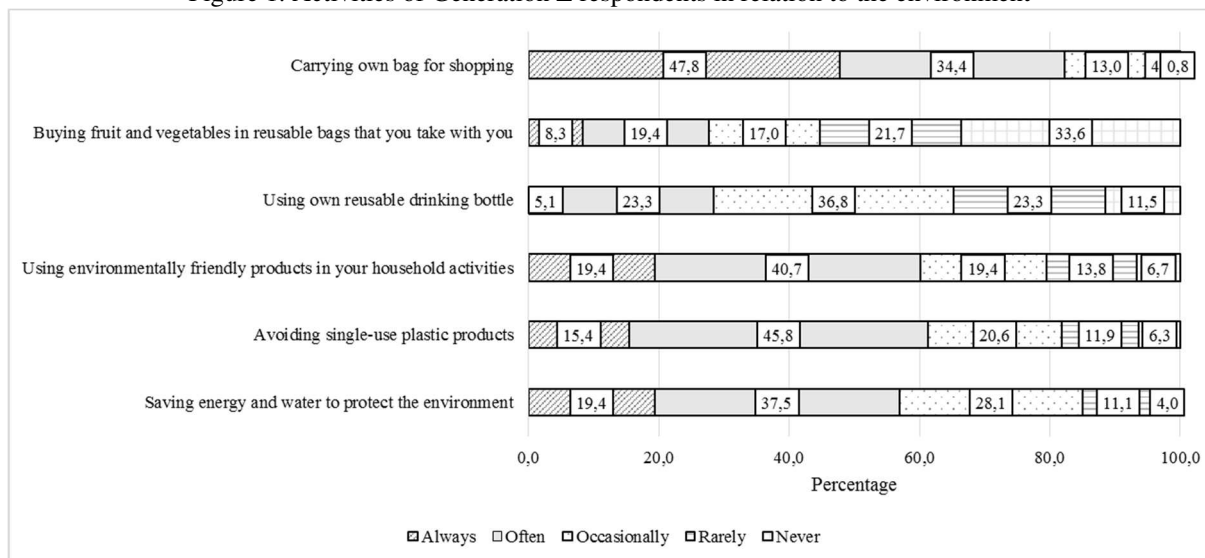 Figure 1. Activities of Generation Z respondents in relation to the environment
Carrying own bag for shopping
47,8 34,4 13,0 4 0,8
Buying fruit and vegetables in reusable bags that you take with you
8,3 19,4 17,0 21,7 33,6
Using own reusable drinking bottle
5,1 23,3 36,8 23,3 11,5
Using environmentally friendly products in your household activities
19,4 40,7 19,4 13,8 6,7
Avoiding single-use plastic products
15,4 45,8 20,6 11,9 6,3
Saving energy and water to protect the environment
19,4 37,5 28,1 11,1 4,0
0,0 20,0 40,0 60,0 80,0 100,0
Percentage
Always Often Occasionally Rarely Never